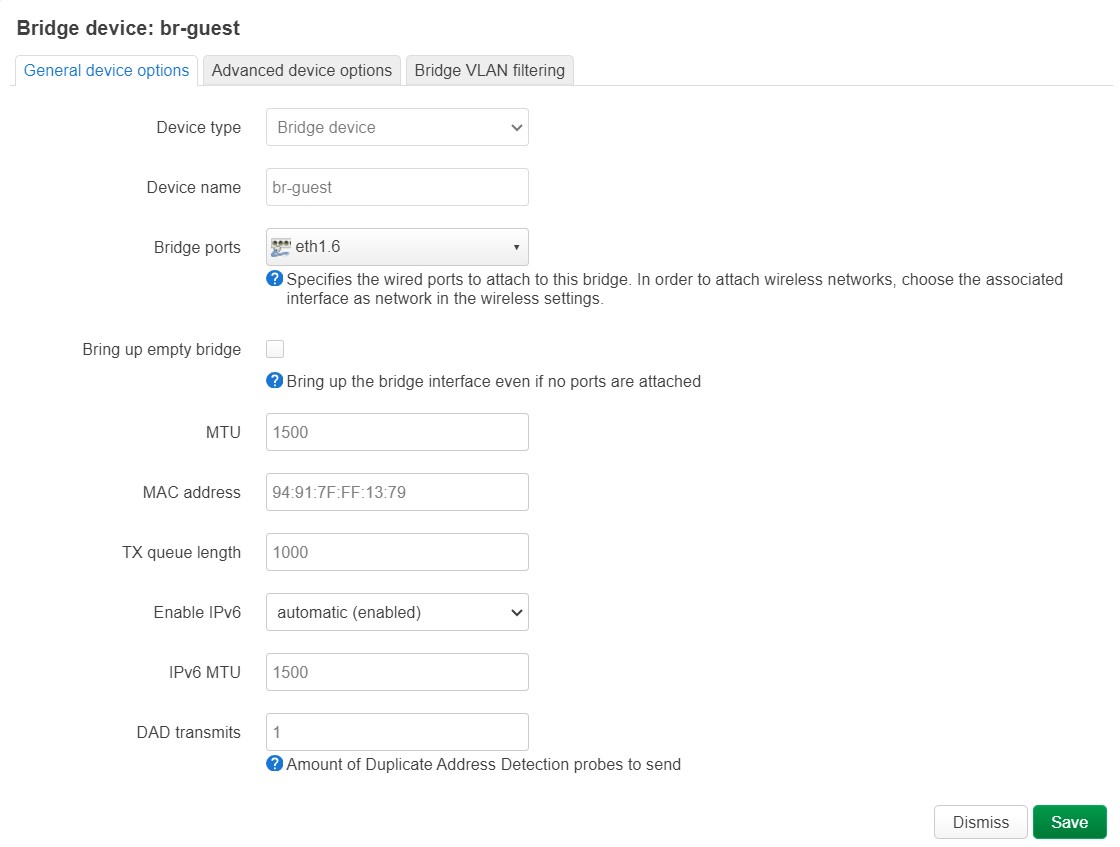 Bridge device: br-guest
General device options
Advanced device options
Bridge VLAN filtering
Device type
Bridge device
Device name
br-guest
Bridge ports
eth1.6
Specifies the wired ports to attach to this bridge. In order to attach wireless networks, choose the associated
interface as network in the wireless settings.
Bring up empty bridge
Bring up the bridge interface even if no ports are attached
MTU
1500
MAC address
94:91:7F:FF:13:79
TX queue length
1000
Enable IPv6
automatic (enabled)
IPv6 MTU
1500
DAD transmits
1
Amount of Duplicate Address Detection probes to send
Dismiss
Save